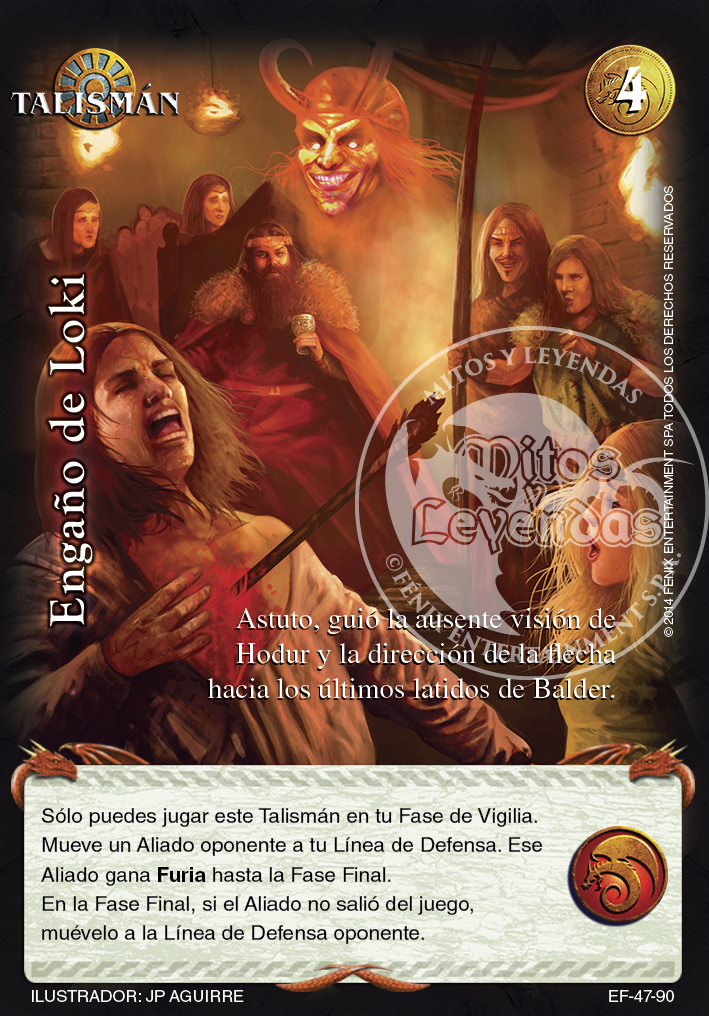 TALISMÁN
4
Engaño de Loki
MITOS Y LEYENDAS
Mitos
y
Leyendas
© FENIX ENTERTAINMENT S.P.A.
© 2014 FENIX ENTERTAINMENT SPA TODOS LOS DERECHOS RESERVADOS
Astuto, guió la ausente visión de
Hodur y la dirección de la flecha
hacia los últimos latidos de Balder.
Sólo puedes jugar este Talismán en tu Fase de Vigilia.
Mueve un Aliado oponente a tu Línea de Defensa. Ese
Aliado gana Furia hasta la Fase Final.
En la Fase Final, si el Aliado no salió del juego,
muévelo a la Línea de Defensa oponente.
ILUSTRADOR: JP AGUIRRE
EF-47-90